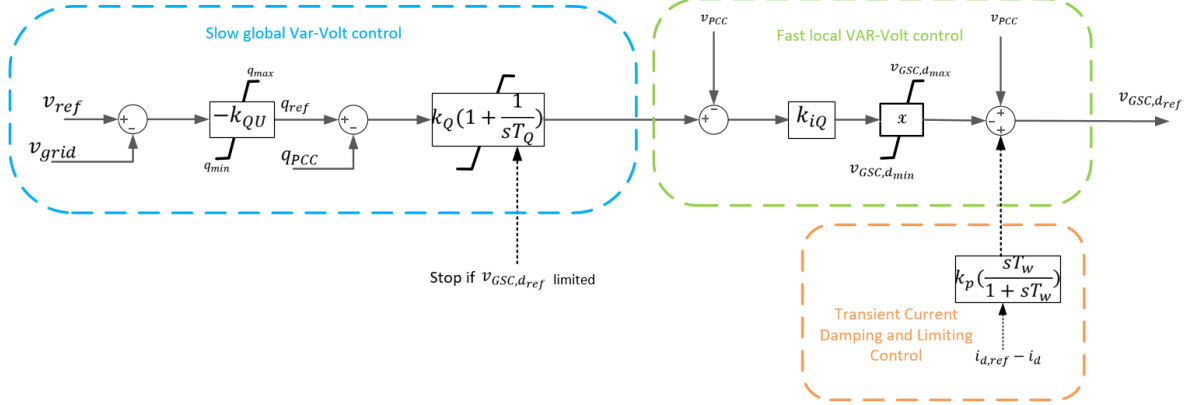 Slow global Var-Volt control
v_ref
+
-
v_grid
q_max
-k_QU
q_min
q_ref
+
-
q_PCC
k_Q(1 + 1/sT_Q)
Stop if v_GSC,d_ref limited
v_PCC
Fast local VAR-Volt control
v_PCC
+
-
k_iQ
v_GSC,d_max
x
v_GSC,d_min
+
-
+
v_GSC,d_ref
k_p(sT_w/1 + sT_w)
Transient Current
Damping and Limiting
Control
i_d,ref - i_d